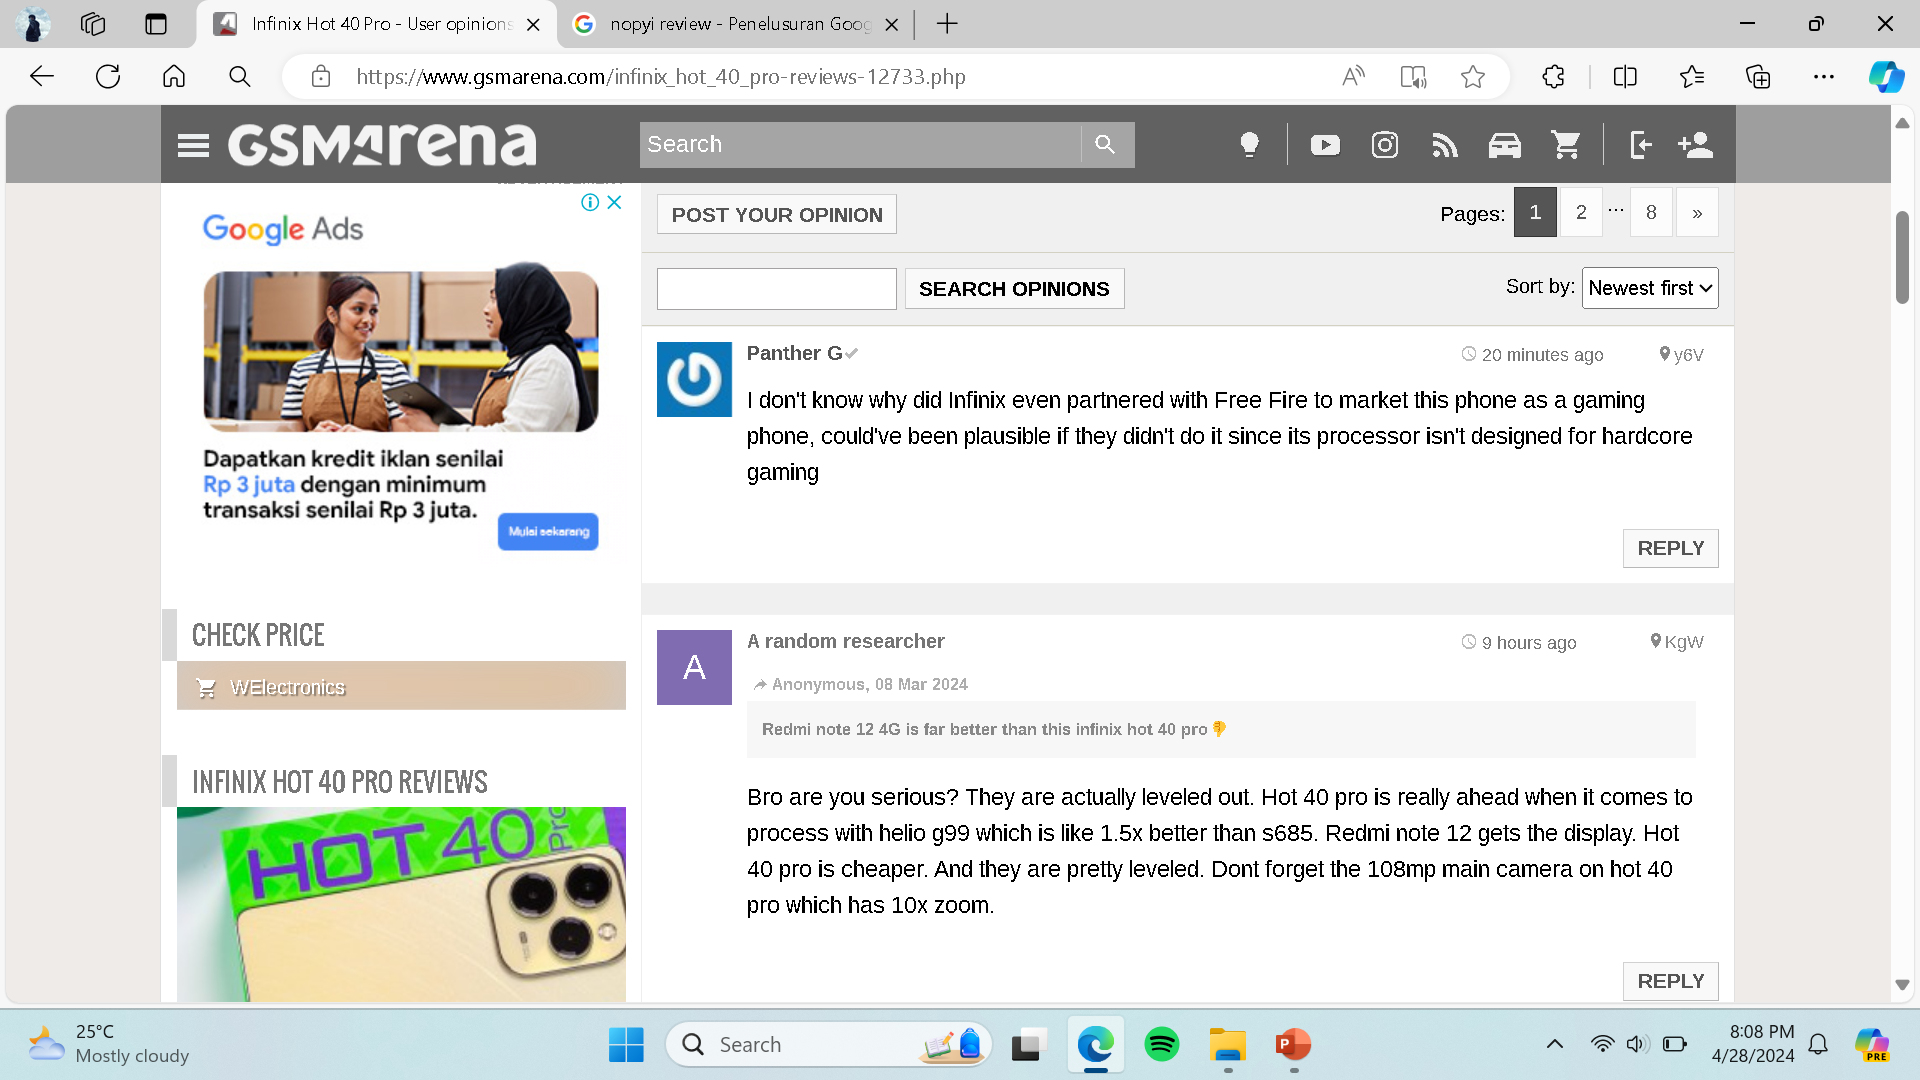 Infinix Hot 40 Pro - User opinions
nopyi review - Penelusuran Goog
https://www.gsmarena.com/infinix_hot_40_pro-reviews-12733.php
GSMArena
Search
Google Ads
Dapatkan kredit iklan senilai
Rp 3 juta dengan minimum
transaksi senilai Rp 3 juta.
Mulai sekarang
CHECK PRICE
WElectronics
INFINIX HOT 40 PRO REVIEWS
HOT 40 Pro
POST YOUR OPINION
Pages: 1 2 ... 8 »
SEARCH OPINIONS
Sort by: Newest first
Panther G
20 minutes ago
y6V
I don't know why did Infinix even partnered with Free Fire to market this phone as a gaming
phone, could've been plausible if they didn't do it since its processor isn't designed for hardcore
gaming
REPLY
A
A random researcher
9 hours ago
KgW
Anonymous, 08 Mar 2024
Redmi note 12 4G is far better than this infinix hot 40 pro👎
Bro are you serious? They are actually leveled out. Hot 40 pro is really ahead when it comes to
process with helio g99 which is like 1.5x better than s685. Redmi note 12 gets the display. Hot
40 pro is cheaper. And they are pretty leveled. Dont forget the 108mp main camera on hot 40
pro which has 10x zoom.
REPLY
25°C
Mostly cloudy
Search
8:08 PM
4/28/2024
PRE